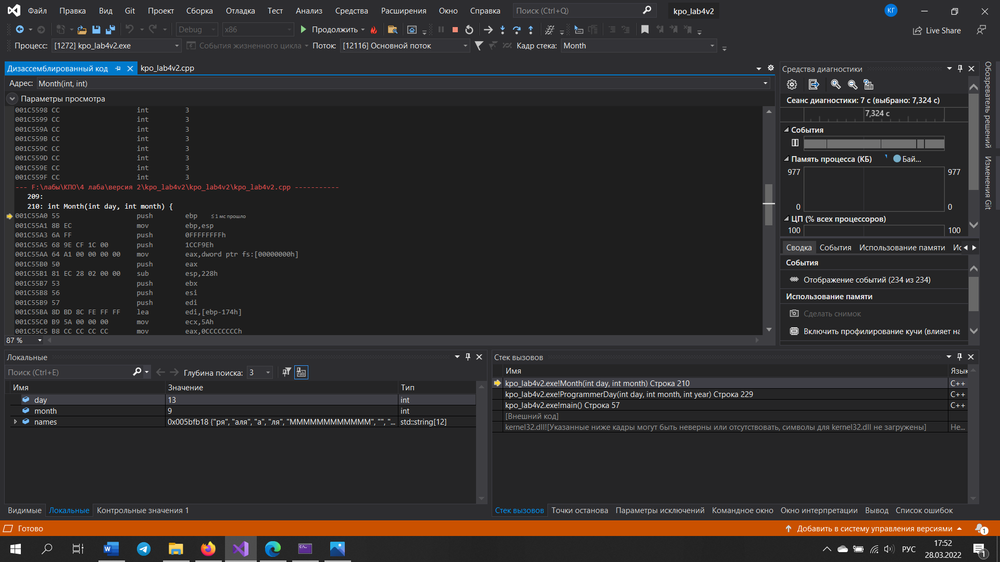 Файл Правка Вид Git Проект Сборка Отладка Тест Анализ Средства Расширения Окно Справка Поиск (Ctrl+Q) kpo_lab4v2 КГ
Debug x86 Продолжить Live Share
Процесс: [1272] kpo_lab4v2.exe События жизненного цикла Поток: [12116] Основной поток Кадр стека: Month
Дизассемблированный код kpo_lab4v2.cpp
Адрес: Month(int, int)
Параметры просмотра
001C5598 CC int 3
001C5599 CC int 3
001C559A CC int 3
001C559B CC int 3
001C559C CC int 3
001C559D CC int 3
001C559E CC int 3
001C559F CC int 3
--- F:\лабы\КПО\4 лаба\версия 2\kpo_lab4v2\kpo_lab4v2\kpo_lab4v2.cpp -----------
209:
210: int Month(int day, int month) {
001C55A0 55 push ebp ≤ 1 мс прошло
001C55A1 8B EC mov ebp,esp
001C55A3 6A FF push 0FFFFFFFFh
001C55A5 68 9E CF 1C 00 push 1CCF9Eh
001C55AA 64 A1 00 00 00 00 mov eax,dword ptr fs:[00000000h]
001C55B0 50 push eax
001C55B1 81 EC 28 02 00 00 sub esp,228h
001C55B7 53 push ebx
001C55B8 56 push esi
001C55B9 57 push edi
001C55BA 8D BD 8C FE FF FF lea edi,[ebp-174h]
001C55C0 B9 5A 00 00 00 mov ecx,5Ah
001C55C5 B8 CC CC CC CC mov eax,0CCCCCCCCh
87 %
Средства диагностики
Сеанс диагностики: 7 с (выбрано: 7,324 с)
7,324 с
События
Память процесса (КБ) Бай...
977 977
0 0
ЦП (% всех процессоров)
100 100
Сводка События Использование памяти Ис
События
Отображение событий (234 из 234)
Использование памяти
Сделать снимок
Включить профилирование кучи (влияет на
Обозреватель решений
Изменения Git
Локальные
Поиск (Ctrl+E) Глубина поиска: 3
Имя Значение Тип
day 13 int
month 9 int
names 0x005bfb18 {"ря", "аля", "а", "ля", "MMMMMMMMMMMM", "", "... std::string[12]
Видимые Локальные Контрольные значения 1
Стек вызовов
Имя Язык
kpo_lab4v2.exe!Month(int day, int month) Строка 210 C++
kpo_lab4v2.exe!ProgrammerDay(int day, int month, int year) Строка 229 C++
kpo_lab4v2.exe!main() Строка 57 C++
[Внешний код]
kernel32.dll![Указанные ниже кадры могут быть неверны или отсутствовать, символы для kernel32.dll не загружены] Не...
Стек вызовов Точки останова Параметры исключений Командное окно Окно интерпретации Вывод Список ошибок
Готово Добавить в систему управления версиями 1
РУС 17:52
28.03.2022 1